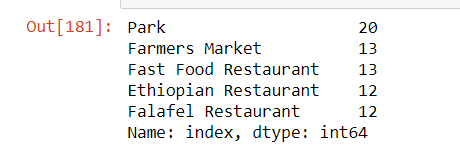 Out[181]: Park 20
Farmers Market 13
Fast Food Restaurant 13
Ethiopian Restaurant 12
Falafel Restaurant 12
Name: index, dtype: int64